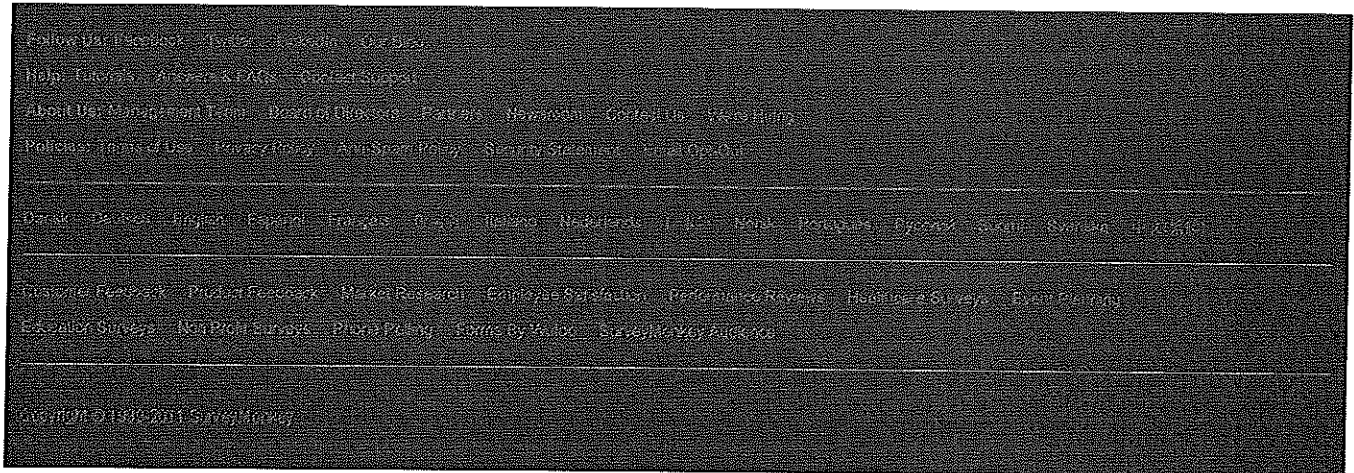 Follow Us: Facebook Twitter LinkedIn Our Blog
Help: Tutorials Answers & FAQs Contact Support
About Us: Management Team Board of Directors Partners Newsroom Contact Us We're Hiring
Policies: Terms of Use Privacy Policy Anti-Spam Policy Security Statement Email Opt-Out
Dansk Deutsch English Español Français Italiano Nederlands Norsk Português Русский Suomi Svenska
Customer Feedback Product Feedback Market Research Employee Satisfaction Performance Reviews Healthcare Surveys Event Planning
Education Surveys Non Profit Surveys Phone Polling Forms By Wufoo SurveyMonkey Audience
Copyright © 1999-2011 SurveyMonkey